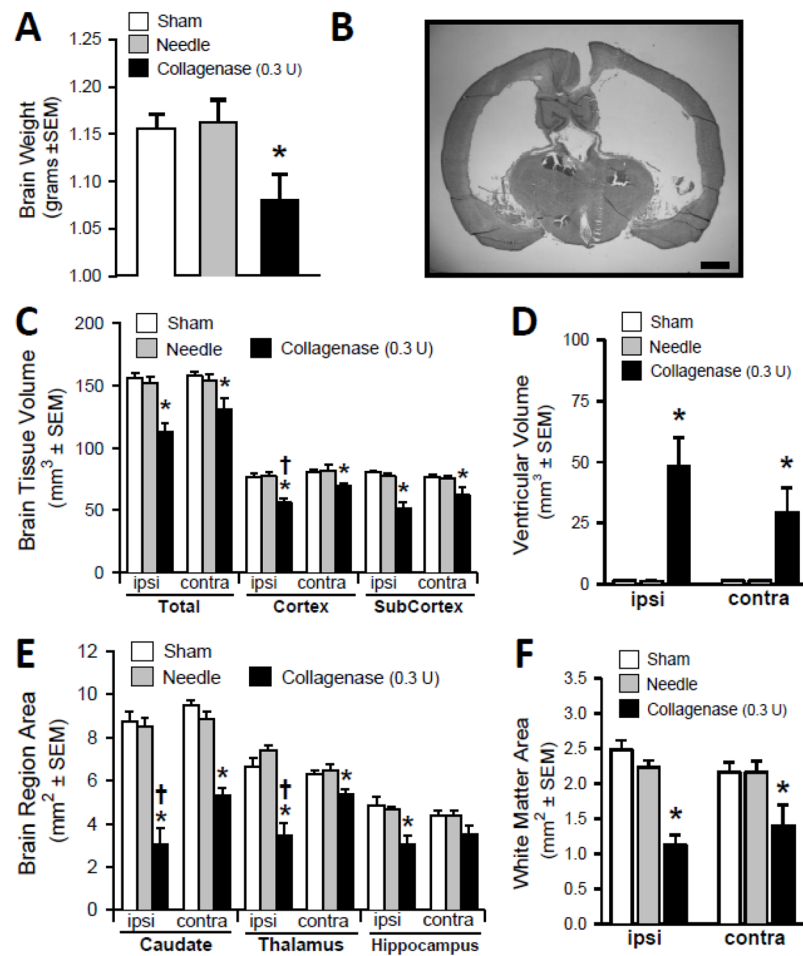 A
Sham
Needle
Collagenase (0.3 U)
Brain Weight
(grams ±SEM)
1.25
1.20
1.15
1.10
1.05
1.00
*
B
C
Sham
Needle
Collagenase (0.3 U)
Brain Tissue Volume
(mm³ ± SEM)
200
150
100
50
0
* * † * * * *
ipsi contra ipsi contra ipsi contra
Total Cortex SubCortex
D
Sham
Needle
Collagenase (0.3 U)
Ventricular Volume
(mm³ ± SEM)
100
75
50
25
0
* *
ipsi contra
E
Sham
Needle
Collagenase (0.3 U)
Brain Region Area
(mm² ± SEM)
12
10
8
6
4
2
0
† * * † * * *
ipsi contra ipsi contra ipsi contra
Caudate Thalamus Hippocampus
F
Sham
Needle
Collagenase (0.3 U)
White Matter Area
(mm² ± SEM)
3.5
3.0
2.5
2.0
1.5
1.0
0.5
0.0
* *
ipsi contra